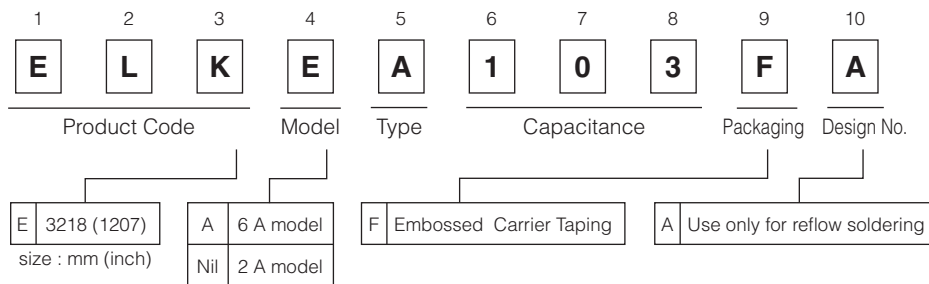 1 2 3 4 5 6 7 8 9 10
E L K E A 1 0 3 F A
Product Code Model Type Capacitance Packaging Design No.
E 3218 (1207)
size : mm (inch)
A 6 A model
Nil 2 A model
F Embossed Carrier Taping
A Use only for reflow soldering